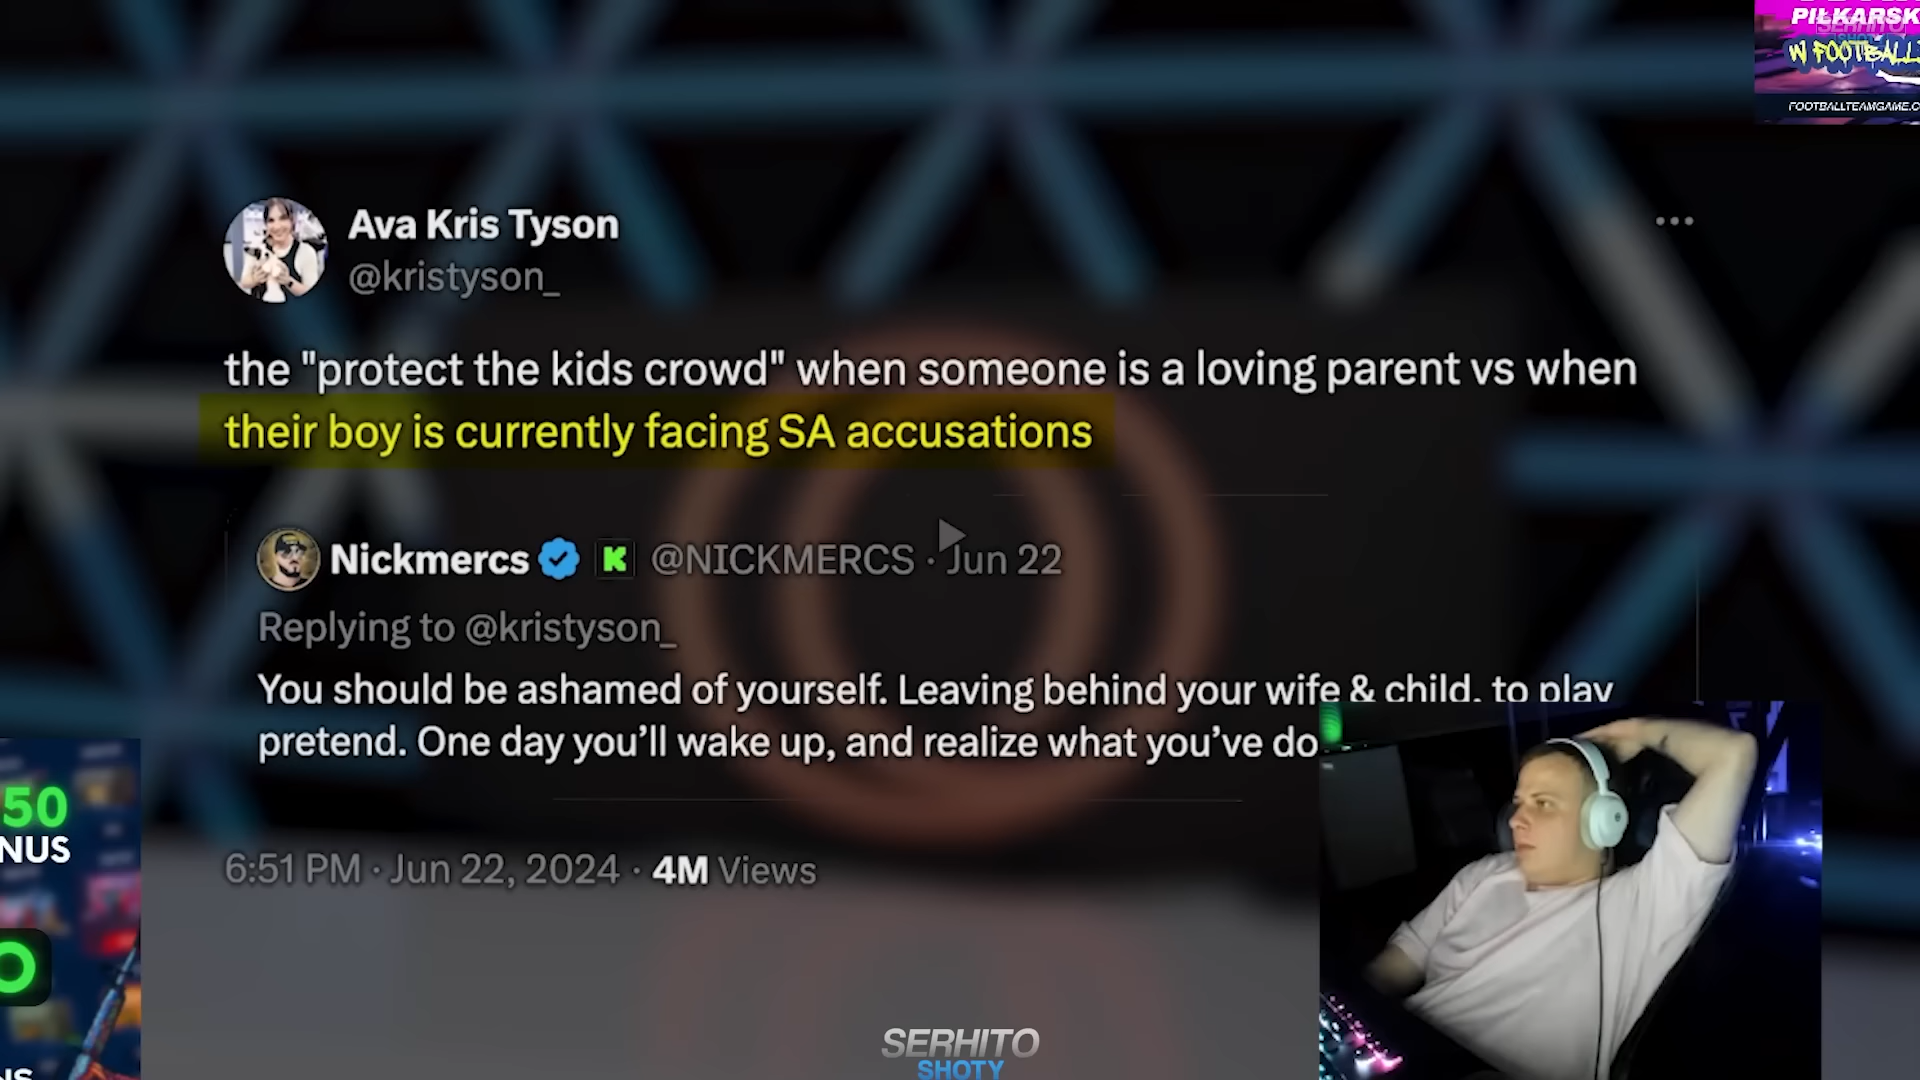 PIŁKARSK
SERHITO
W FOOTBALL
FOOTBALLTEAMGAME.C
Ava Kris Tyson
@kristyson_
the "protect the kids crowd" when someone is a loving parent vs when
their boy is currently facing SA accusations
Nickmercs K @NICKMERCS · Jun 22
Replying to @kristyson_
You should be ashamed of yourself. Leaving behind your wife & child, to play
pretend. One day you’ll wake up, and realize what you’ve do
50
NUS
6:51 PM · Jun 22, 2024 · 4M Views
SERHITO
SHOTY